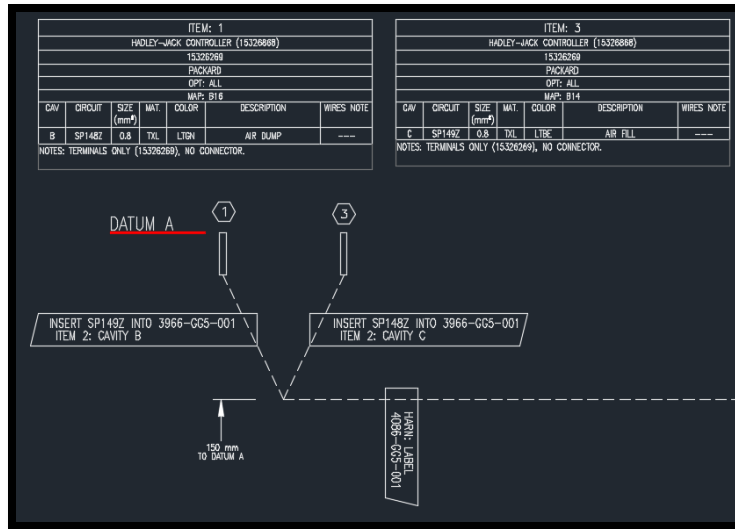 ITEM: 1
HADLEY-JACK CONTROLLER (15326868)
15326269
PACKARD
OPT: ALL
MAP: B16
CAV CIRCUIT SIZE (mm²) MAT. COLOR DESCRIPTION WIRES NOTE
B SP148Z 0.8 TXL LTGN AIR DUMP ---
NOTES: TERMINALS ONLY (15326269), NO CONNECTOR.
ITEM: 3
HADLEY-JACK CONTROLLER (15326868)
15326269
PACKARD
OPT: ALL
MAP: B14
CAV CIRCUIT SIZE (mm²) MAT. COLOR DESCRIPTION WIRES NOTE
C SP149Z 0.8 TXL LTBE AIR FILL ---
NOTES: TERMINALS ONLY (15326269), NO CONNECTOR.
DATUM A
1
3
INSERT SP149Z INTO 3966-GG5-001
ITEM 2: CAVITY B
INSERT SP148Z INTO 3966-GG5-001
ITEM 2: CAVITY C
150 mm
TO DATUM A
HARN: LABEL
4086-GG5-001